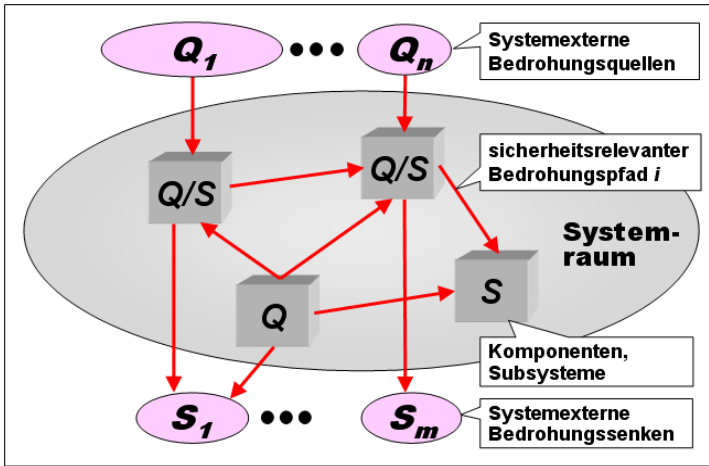 Q1 ••• Qn
Systemexterne
Bedrohungsquellen
sicherheitsrelevanter
Bedrohungspfad i
Q/S
Q/S
System-
raum
Q
S
Komponenten,
Subsysteme
S1 ••• Sm
Systemexterne
Bedrohungssenken